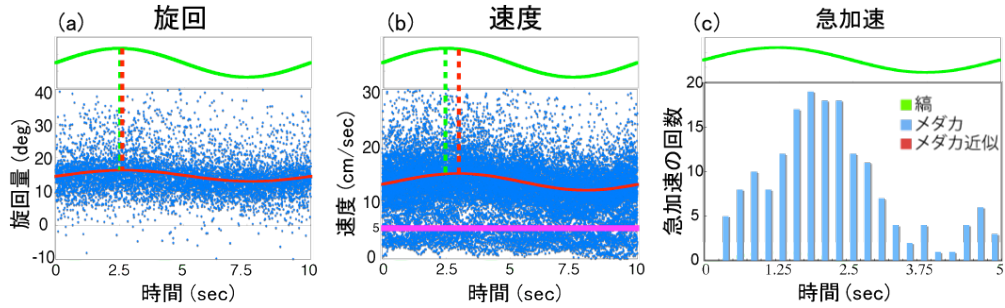 (a) 旋回
40
30
20
10
0
-10
旋回量 (deg)
0 2.5 5 7.5 10
時間 (sec)
(b) 速度
30
20
10
5
0
速度 (cm/sec)
0 2.5 5 7.5 10
時間 (sec)
(c) 急加速
20
15
10
5
0
急加速の回数
縞
メダカ
メダカ近似
0 1.25 2.5 3.75 5
時間 (sec)